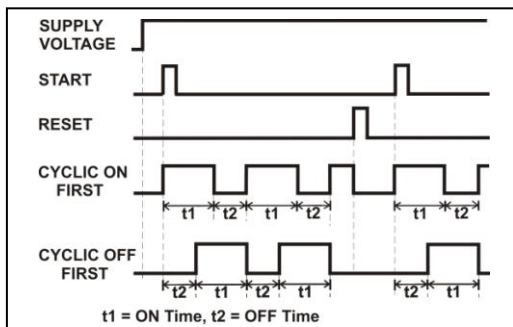 SUPPLY
VOLTAGE
START
RESET
CYCLIC ON
FIRST
t1 t2 t1 t2 t1 t2
CYCLIC OFF
FIRST
t2 t1 t2 t1 t2 t1
t1 = ON Time, t2 = OFF Time